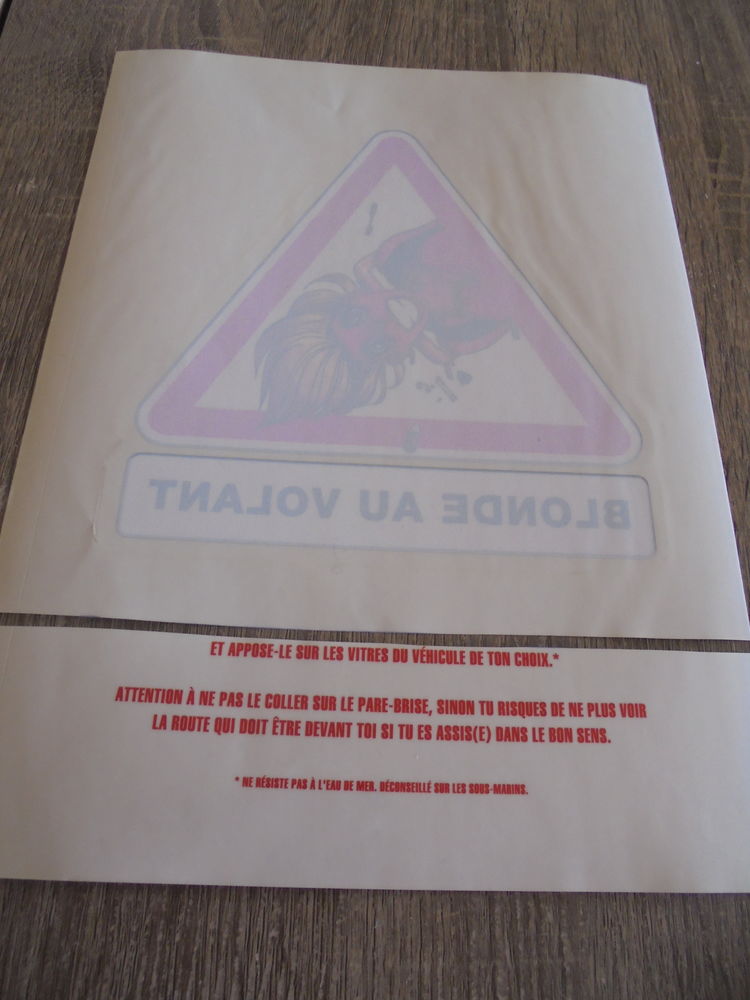 BLONDE AU VOLANT
ET APPOSE-LE SUR LES VITRES DU VÉHICULE DE TON CHOIX.*
ATTENTION À NE PAS LE COLLER SUR LE PARE-BRISE, SINON TU RISQUES DE NE PLUS VOIR
LA ROUTE QUI DOIT ÊTRE DEVANT TOI SI TU ES ASSIS(E) DANS LE BON SENS.
* NE RÉSISTE PAS À L'EAU DE MER. DÉCONSEILLÉ SUR LES SOUS-MARINS.